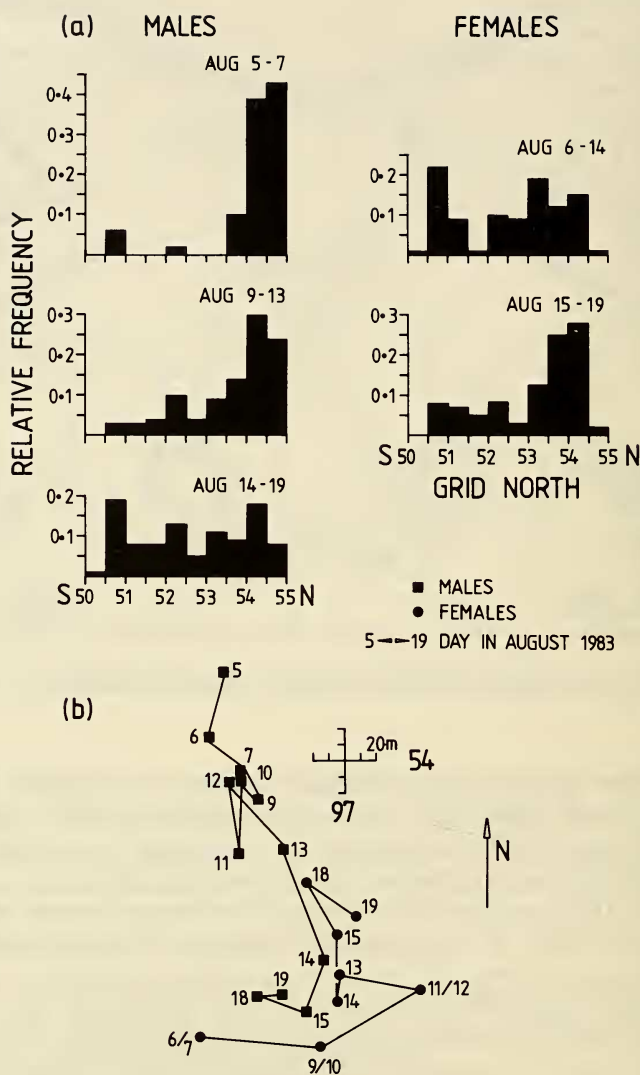 (a) MALES
FEMALES
RELATIVE FREQUENCY
AUG 5-7
0·4
0·3
0·2
0·1
AUG 9-13
0·3
0·2
0·1
AUG 14-19
0·2
0·1
S 50 51 52 53 54 55 N
AUG 6-14
0·2
0·1
AUG 15-19
0·3
0·2
0·1
S 50 51 52 53 54 55 N
GRID NORTH
■ MALES
● FEMALES
5↔19 DAY IN AUGUST 1983
(b)
5
6
7
10
12
9
20m
54
97
N
11
13
18
19
15
14
13
11/12
14
19
18
15
6/7
9/10